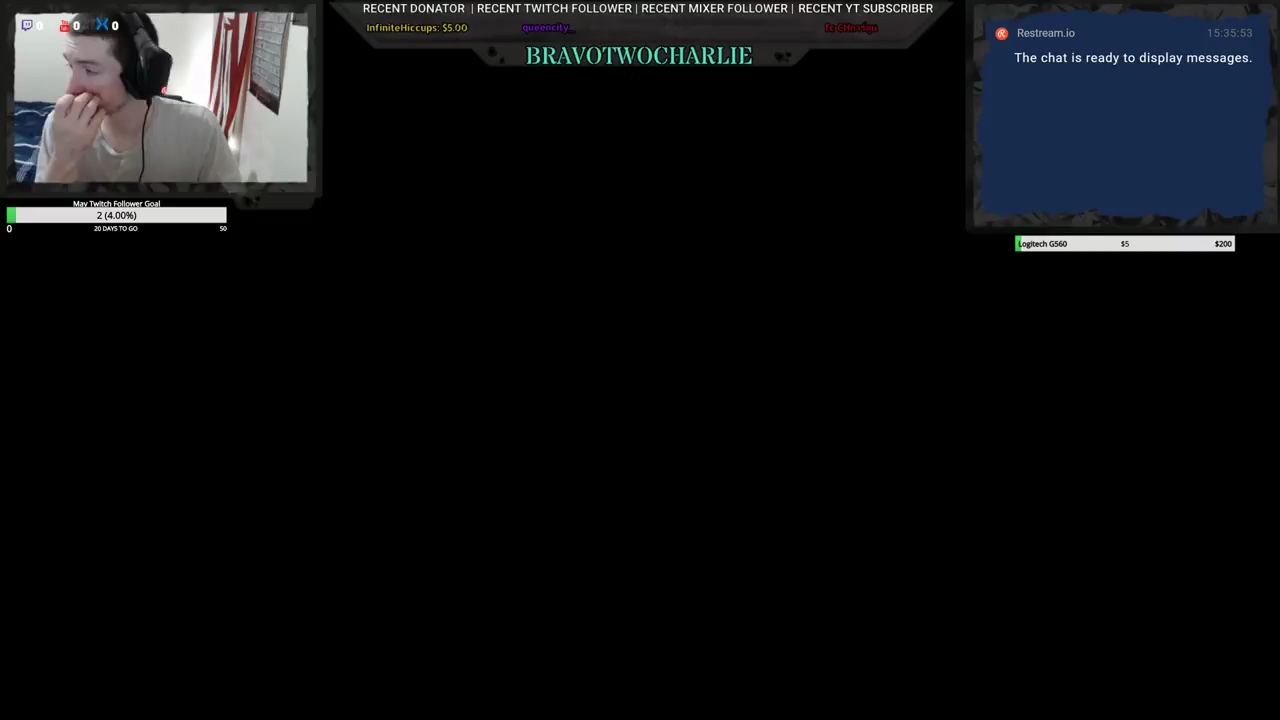 0 0 0
RECENT DONATOR | RECENT TWITCH FOLLOWER | RECENT MIXER FOLLOWER | RECENT YT SUBSCRIBER
InfiniteHiccups: $5.00 queencity...
BRAVOTWOCHARLIE
Restream.io 15:35:53
The chat is ready to display messages.
May Twitch Follower Goal
2 (4.00%)
0 20 DAYS TO GO 50
Logitech G560 $5 $200